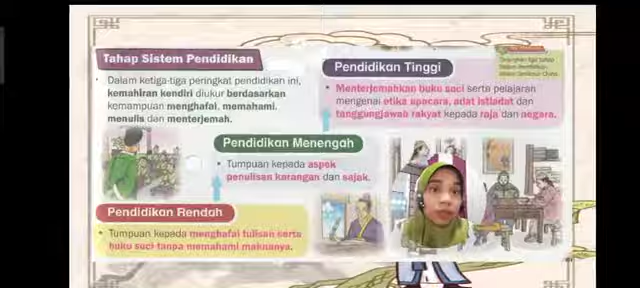 Tahap Sistem Pendidikan
• Dalam ketiga-tiga peringkat pendidikan ini,
kemahiran kendiri diukur berdasarkan
kemampuan menghafal, memahami,
menulis dan menterjemah.
Pendidikan Tinggi
• Menterjemahkan buku suci serta pelajaran
mengenai etika upacara, adat istiadat dan
tanggungjawab rakyat kepada raja dan negara.
Pendidikan Menengah
• Tumpuan kepada aspek
penulisan karangan dan sajak.
Pendidikan Rendah
• Tumpuan kepada menghafal tulisan serta
buku suci tanpa memahami maknanya.